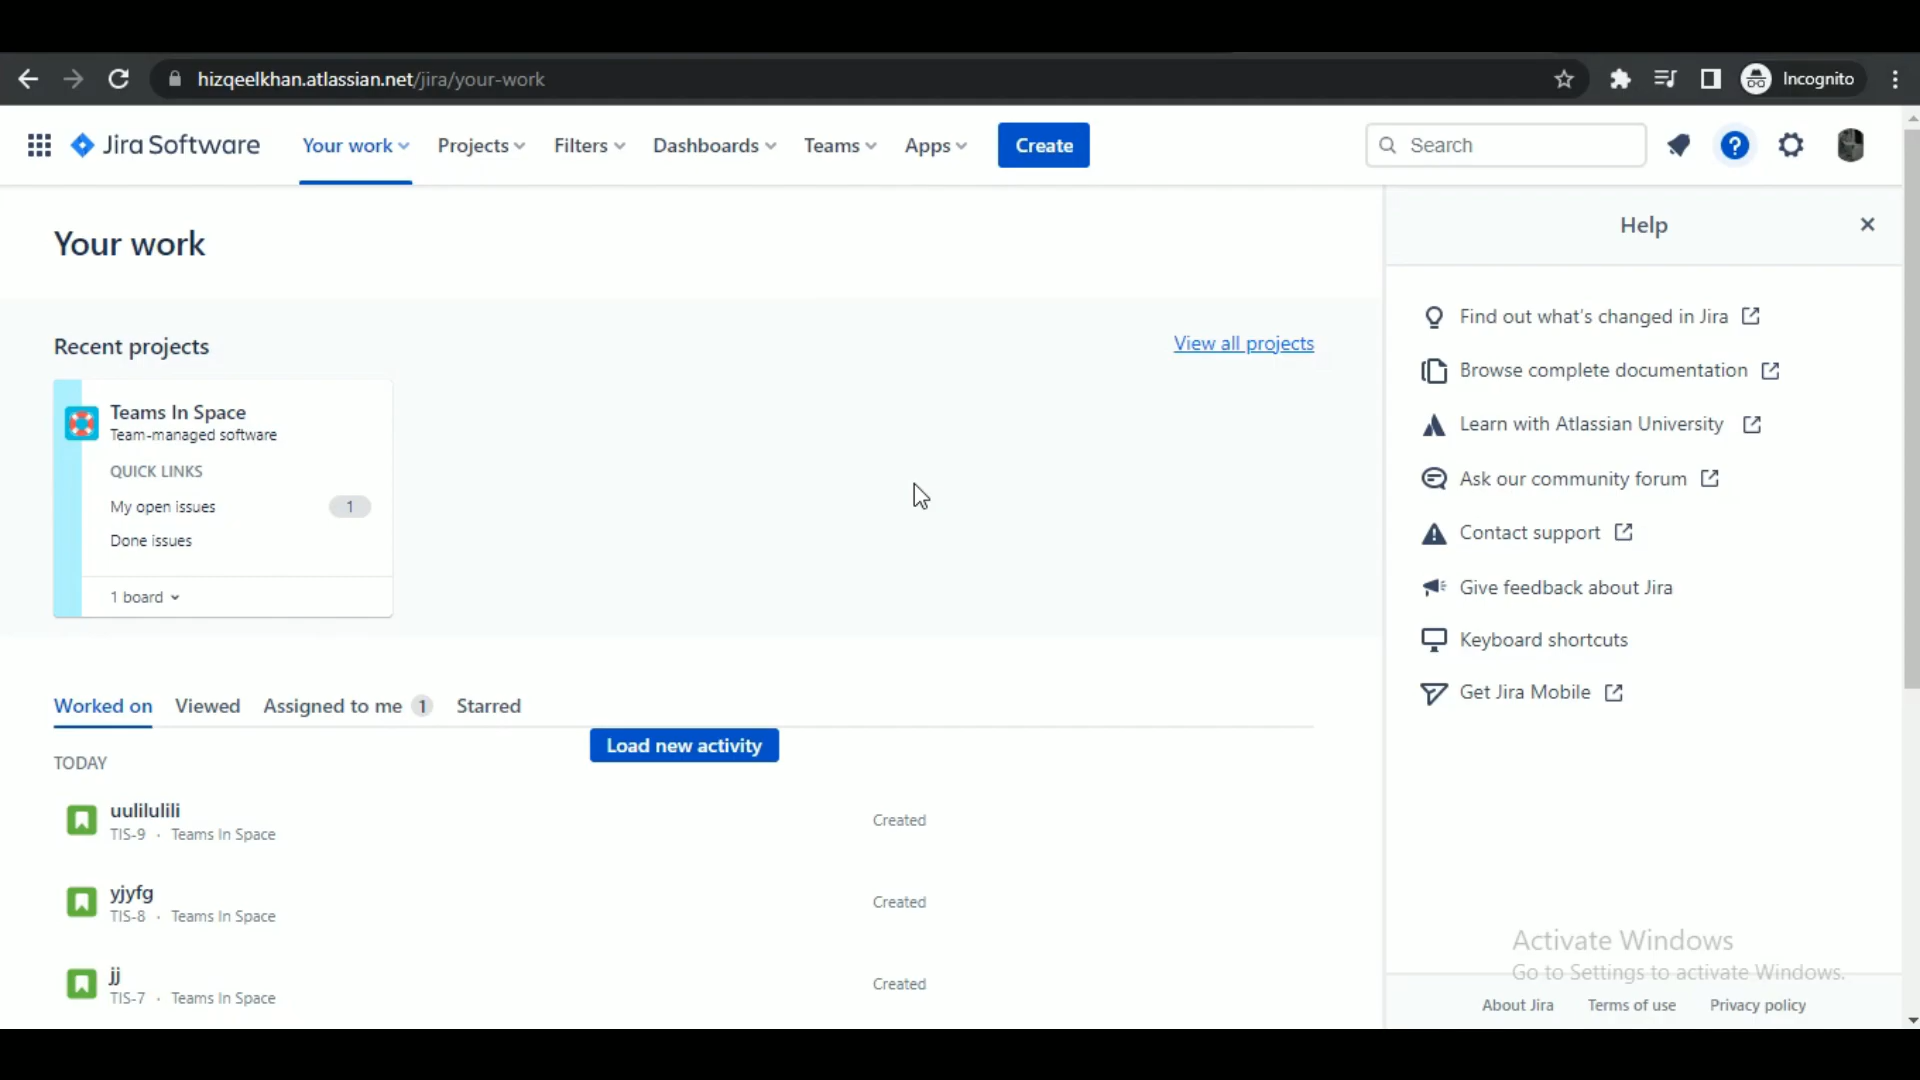 hizqeelkhan.atlassian.net/jira/your-work
Incognito
Jira Software
Your work
Projects
Filters
Dashboards
Teams
Apps
Create
Search
Your work
Help
Recent projects
View all projects
Teams In Space
Team-managed software
QUICK LINKS
My open issues 1
Done issues
1 board
Find out what's changed in Jira
Browse complete documentation
Learn with Atlassian University
Ask our community forum
Contact support
Give feedback about Jira
Keyboard shortcuts
Get Jira Mobile
Worked on
Viewed
Assigned to me 1
Starred
Load new activity
TODAY
uulilulili
TIS-9 · Teams In Space
Created
yjyfg
TIS-8 · Teams In Space
Created
jj
TIS-7 · Teams In Space
Created
Activate Windows
Go to Settings to activate Windows.
About Jira
Terms of use
Privacy policy